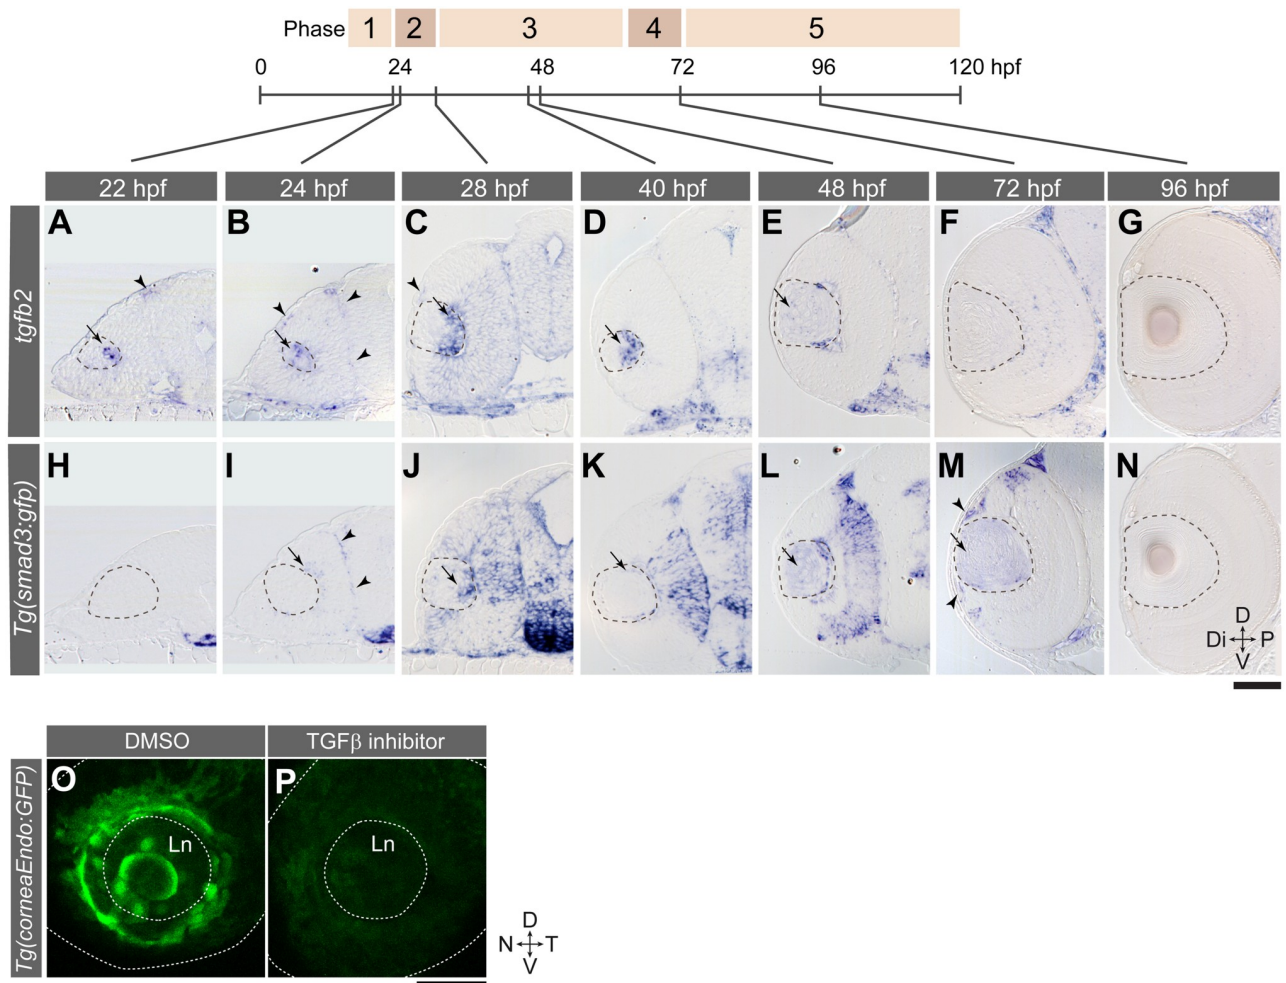 Phase 1 2 3 4 5
0 24 48 72 96 120 hpf
22 hpf 24 hpf 28 hpf 40 hpf 48 hpf 72 hpf 96 hpf
tgfb2
A B C D E F G
Tg(smad3:gfp)
H I J K L M N
D
Di P
V
DMSO TGFβ inhibitor
Tg(corneaEndo:GFP)
O P
Ln Ln
D
N T
V